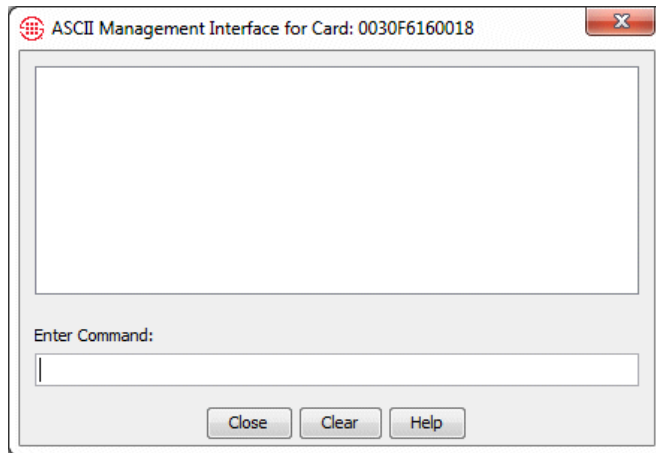 ASCII Management Interface for Card: 0030F6160018
Enter Command:
Close Clear Help